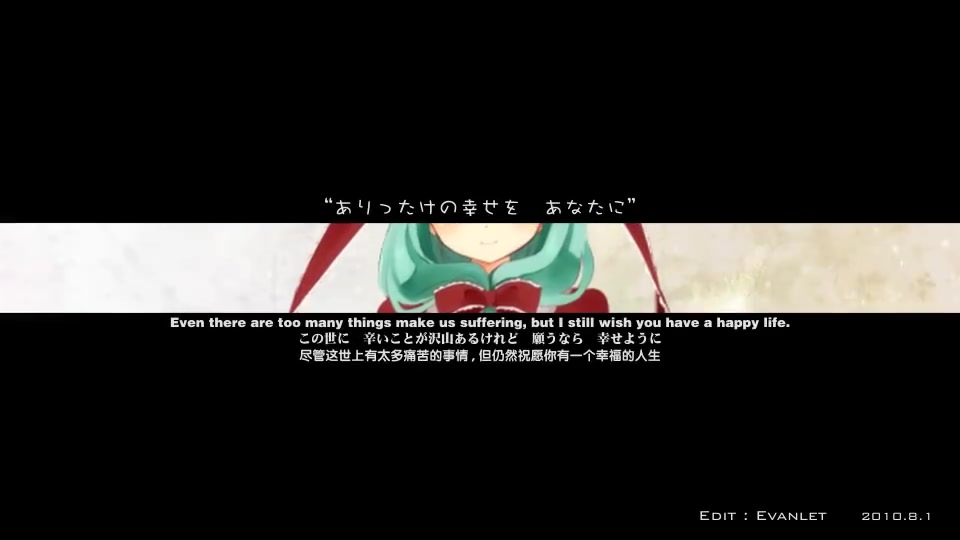 “ありったけの幸せを　あなたに”
Even there are too many things make us suffering, but I still wish you have a happy life.
この世に　辛いことが沢山あるけれど　願うなら　幸せように
尽管这世上有太多痛苦的事情，但仍然祝愿你有一个幸福的人生
Edit : Evanlet　2010.8.1